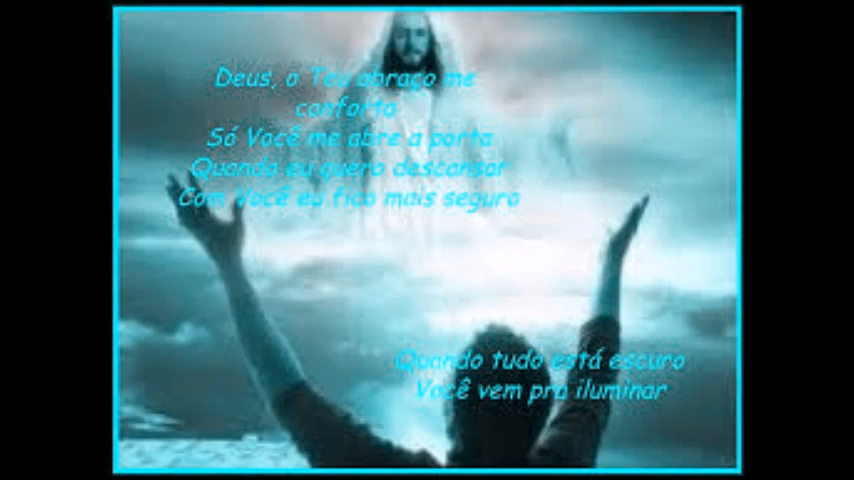 Deus, o Teu abraço me
conforta
Só Você me abre a porta
Quando eu quero descansar
Com Você eu fico mais seguro
Quando tudo está escuro
Você vem pra iluminar